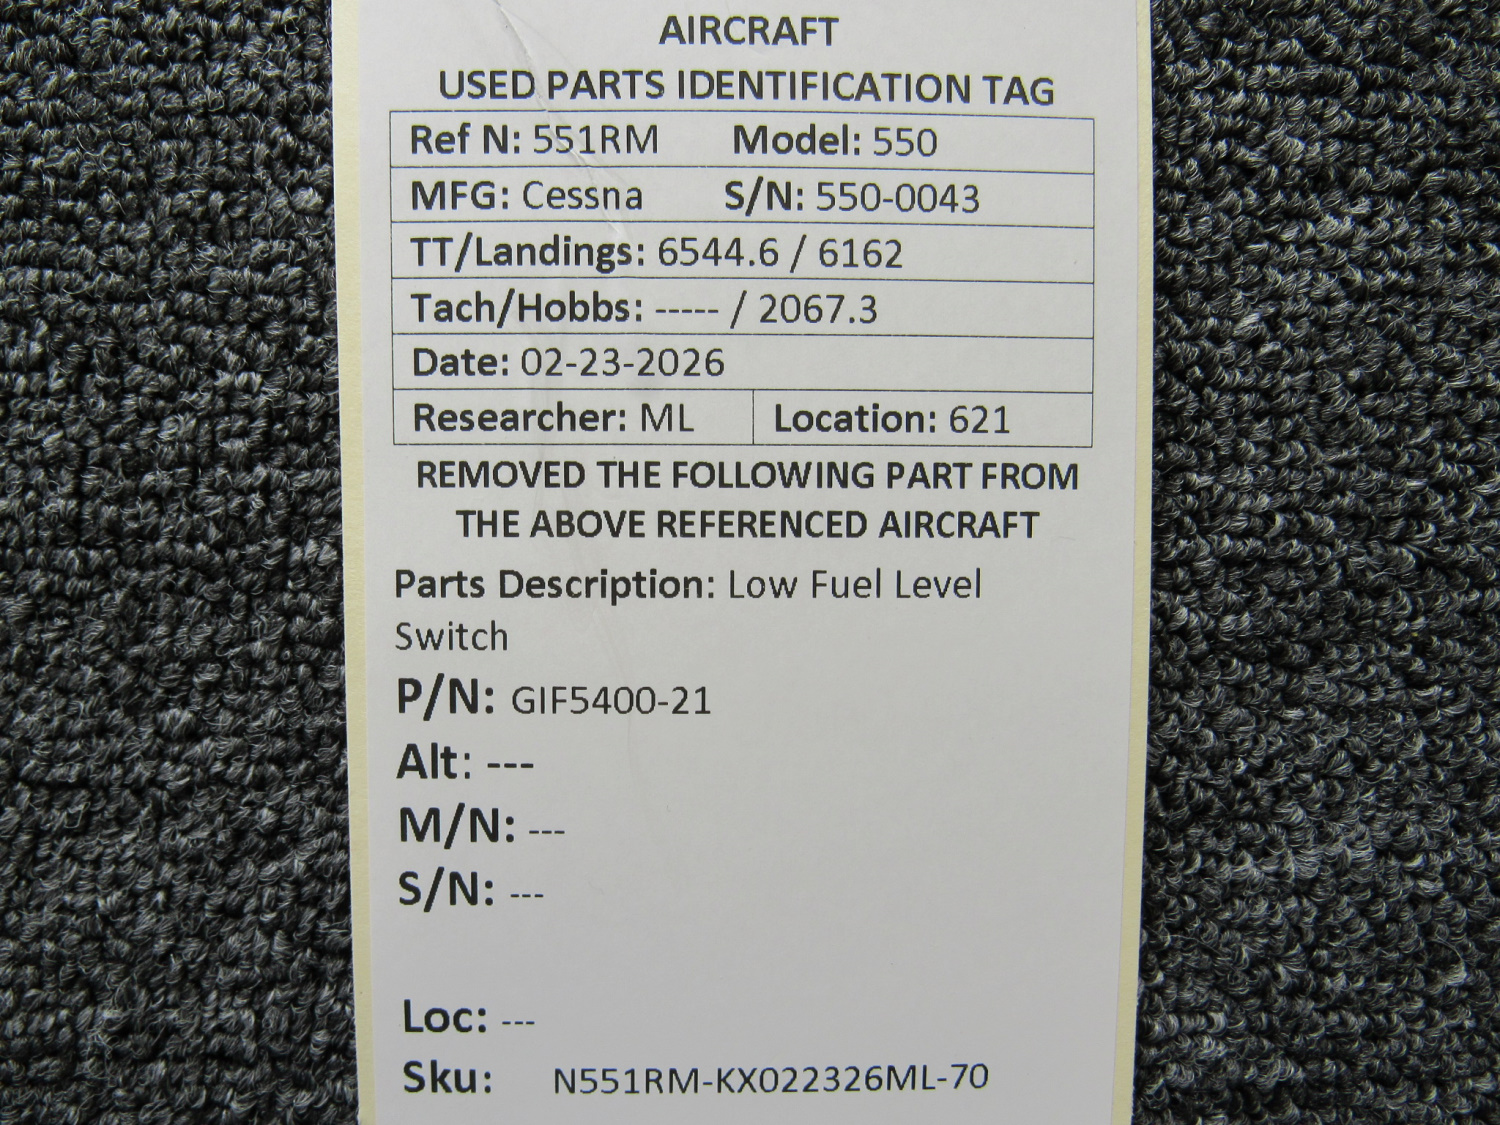 AIRCRAFT
USED PARTS IDENTIFICATION TAG
Ref N: 551RM Model: 550
MFG: Cessna S/N: 550-0043
TT/Landings: 6544.6 / 6162
Tach/Hobbs: ----- / 2067.3
Date: 02-23-2026
Researcher: ML Location: 621
REMOVED THE FOLLOWING PART FROM
THE ABOVE REFERENCED AIRCRAFT
Parts Description: Low Fuel Level
Switch
P/N: GIF5400-21
Alt: ---
M/N: ---
S/N: ---
Loc: ---
Sku: N551RM-KX022326ML-70